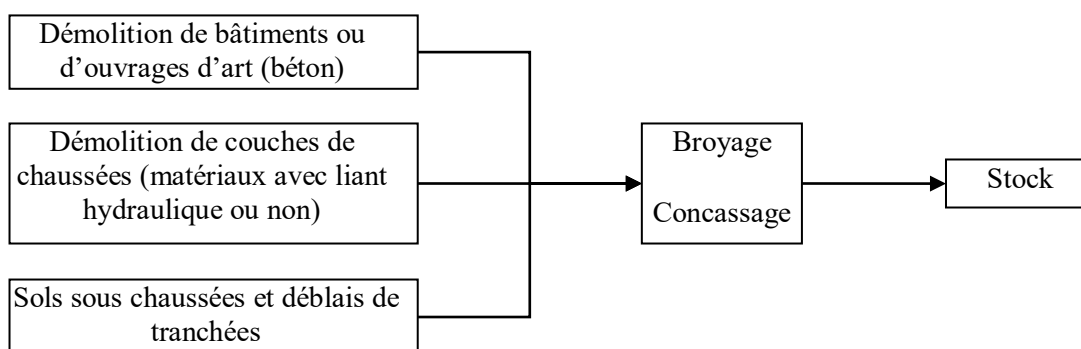 Démolition de bâtiments ou
d’ouvrages d’art (béton)
Démolition de couches de
chaussées (matériaux avec liant
hydraulique ou non)
Sols sous chaussées et déblais de
tranchées
Broyage
Concassage
Stock